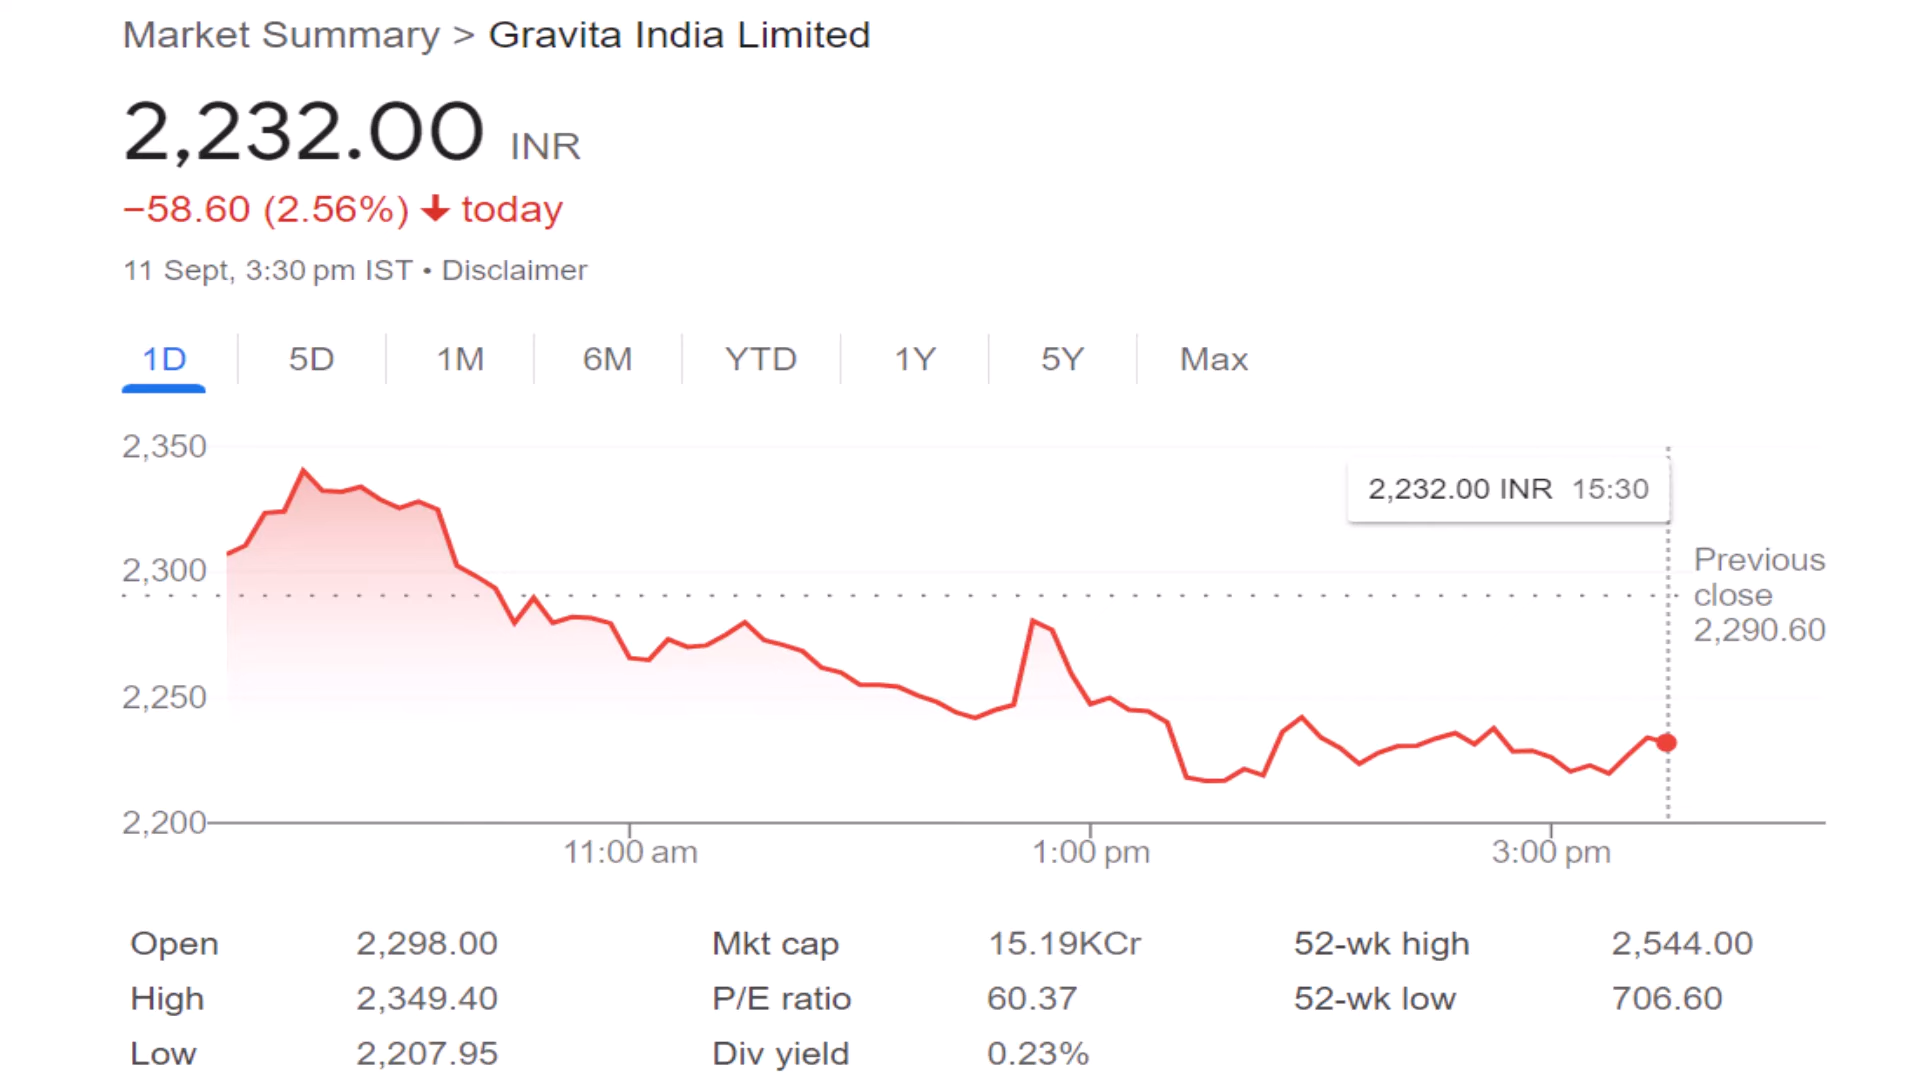 Market Summary > Gravita India Limited
2,232.00 INR
−58.60 (2.56%) ↓ today
11 Sept, 3:30 pm IST • Disclaimer
1D 5D 1M 6M YTD 1Y 5Y Max
2,350
2,232.00 INR 15:30
2,300
Previous
close
2,290.60
2,250
2,200
11:00 am 1:00 pm 3:00 pm
Open 2,298.00 Mkt cap 15.19KCr 52-wk high 2,544.00
High 2,349.40 P/E ratio 60.37 52-wk low 706.60
Low 2,207.95 Div yield 0.23%